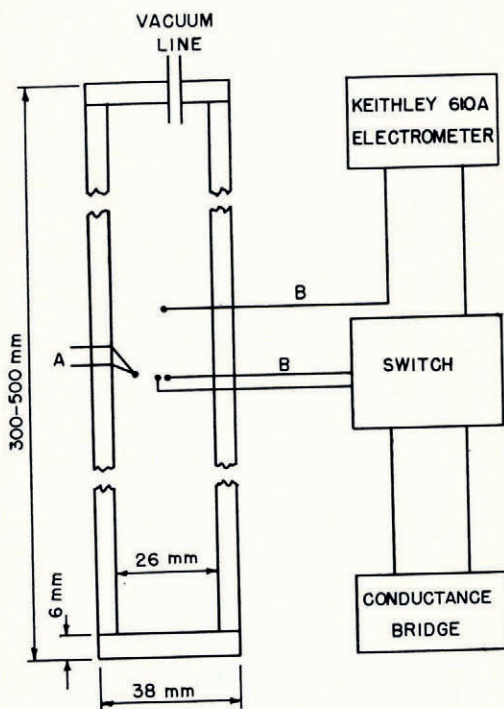 VACUUM
LINE
KEITHLEY 610A
ELECTROMETER
B
A
B
SWITCH
300-500 mm
26 mm
6 mm
38 mm
CONDUCTANCE
BRIDGE